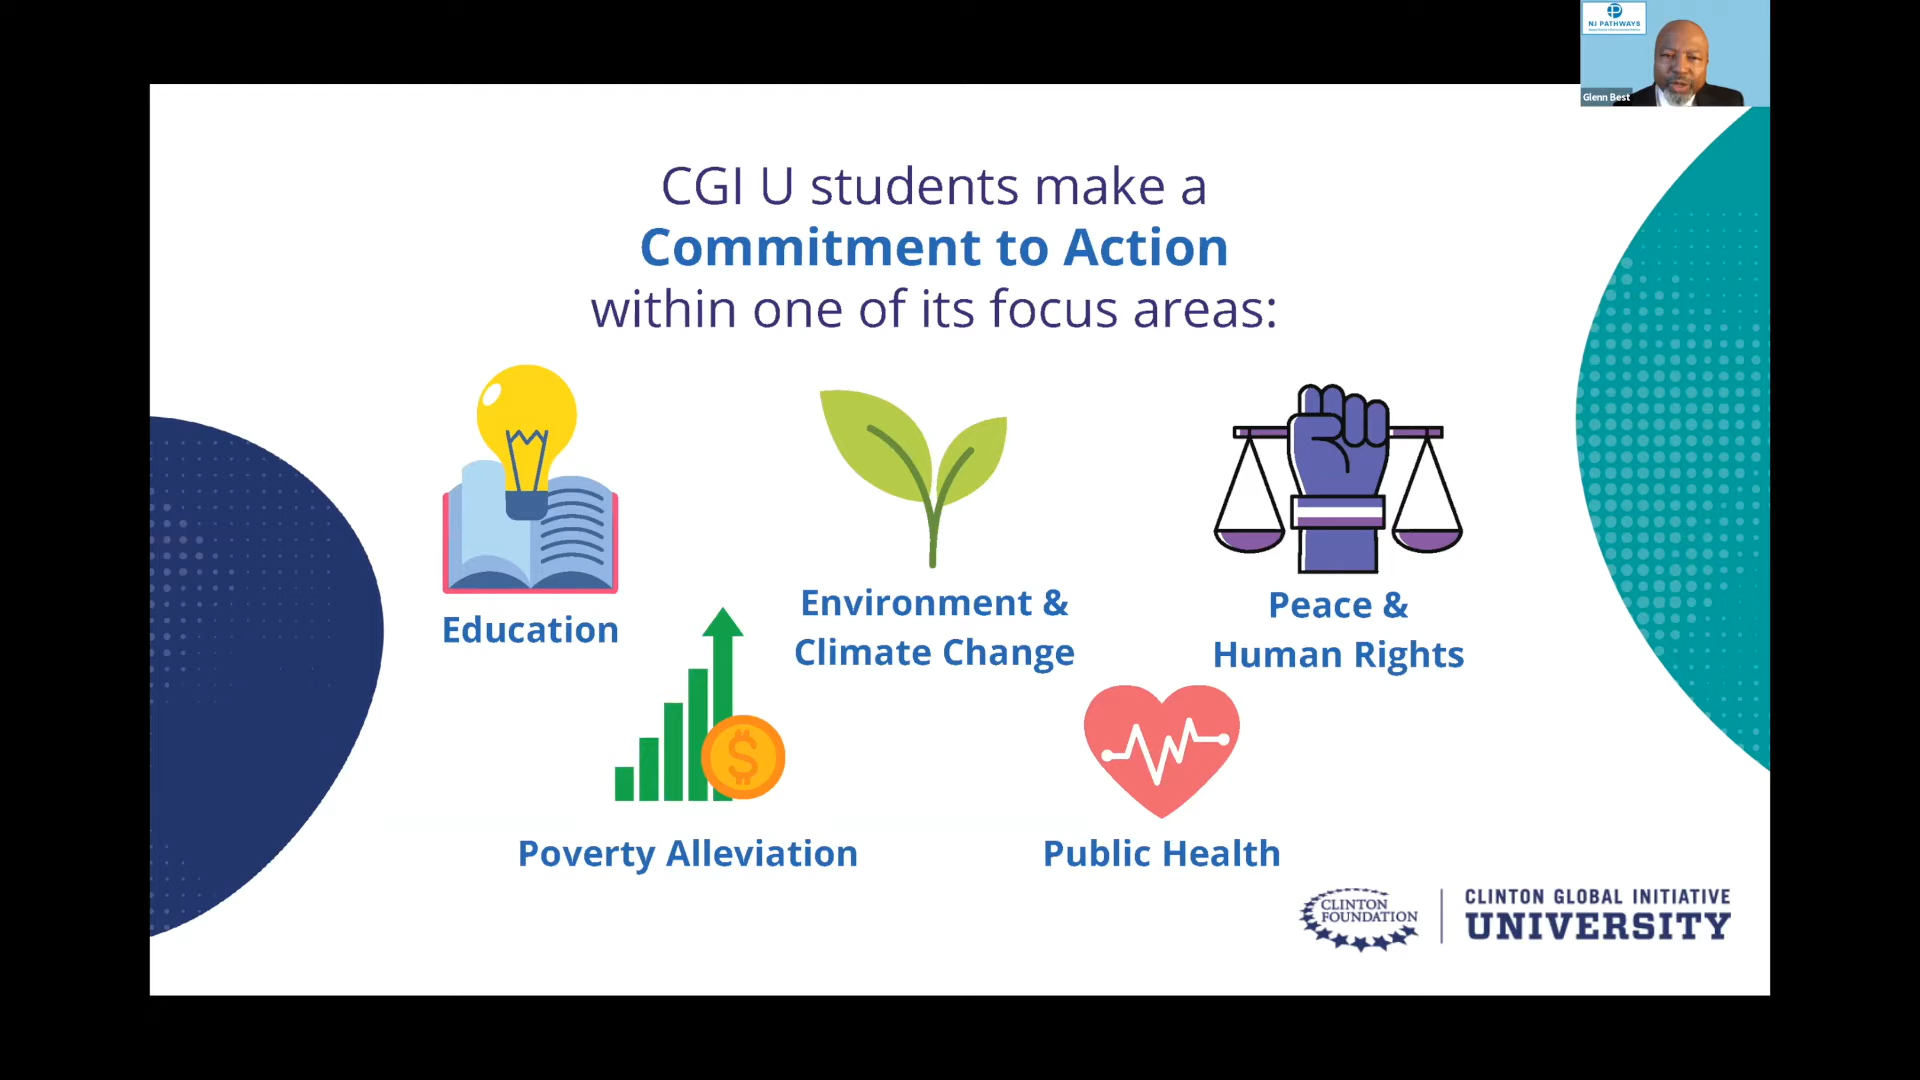 NJ PATHWAYS
Glenn Best
CGI U students make a
Commitment to Action
within one of its focus areas:
Education
Environment &
Climate Change
Peace &
Human Rights
$
Poverty Alleviation
Public Health
CLINTON
FOUNDATION
CLINTON GLOBAL INITIATIVE
UNIVERSITY